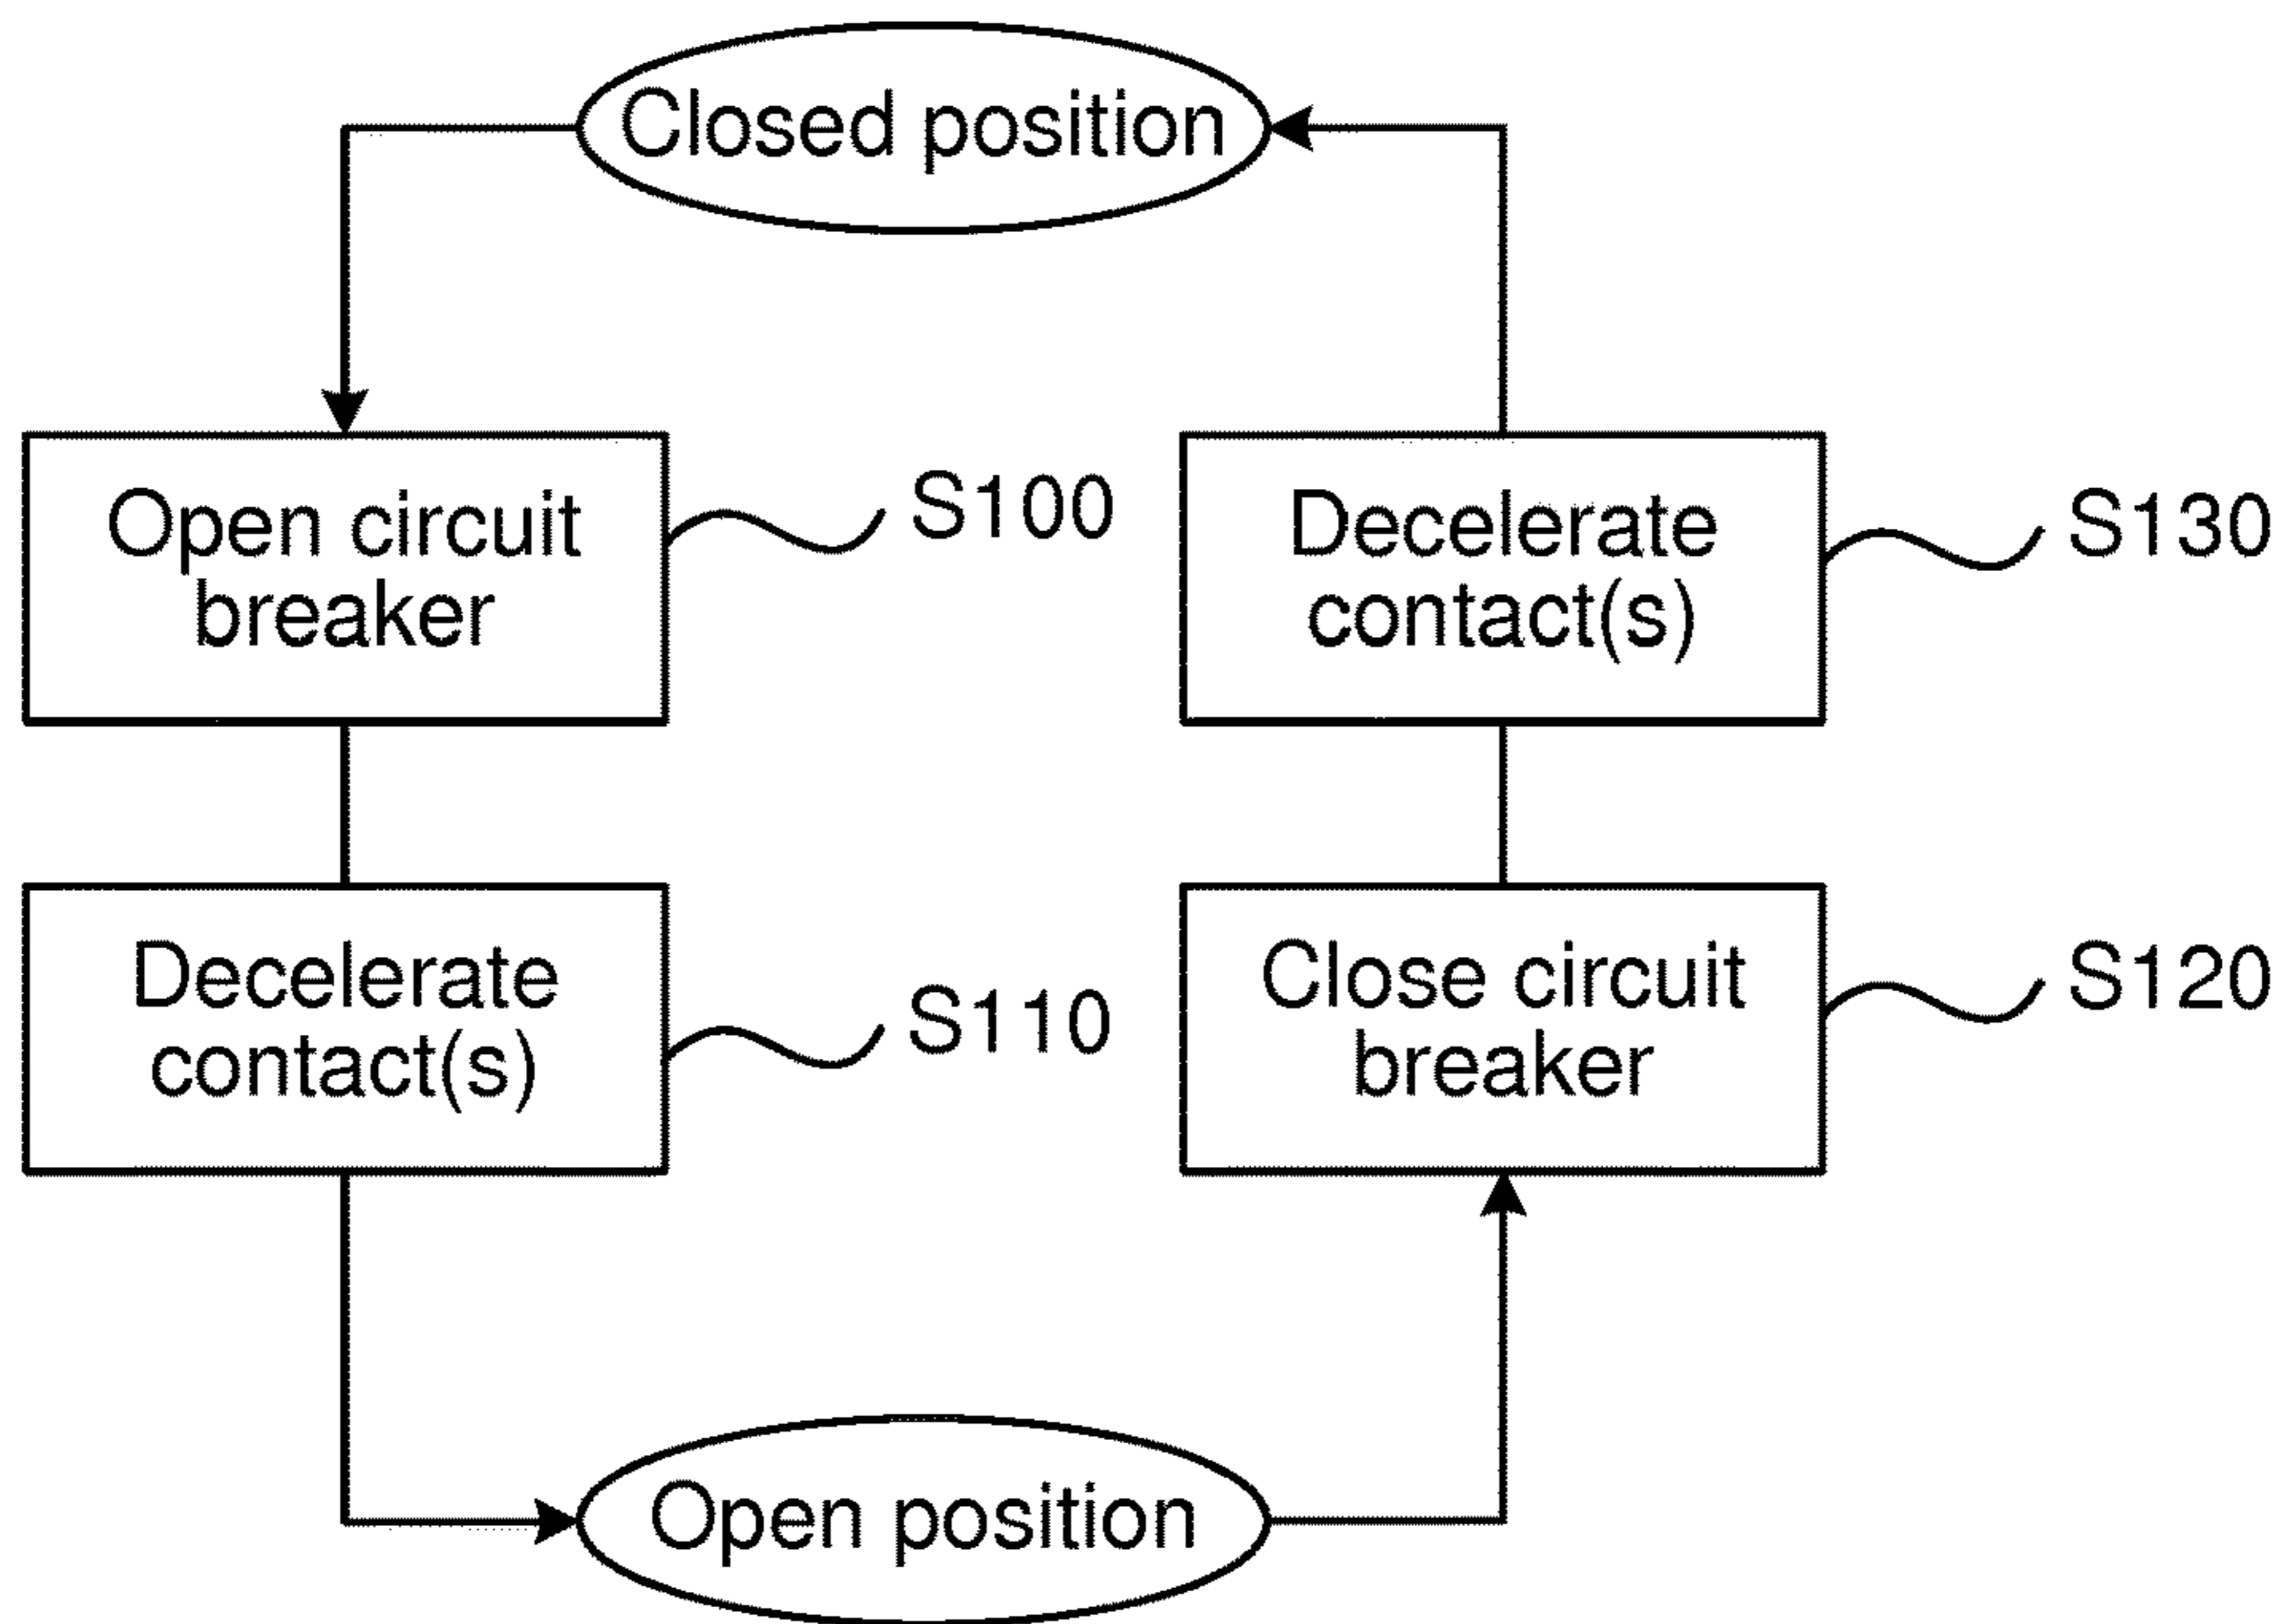 Closed position
Open circuit
breaker
S100
Decelerate
contact(s)
S130
Decelerate
contact(s)
S110
Close circuit
breaker
S120
Open position